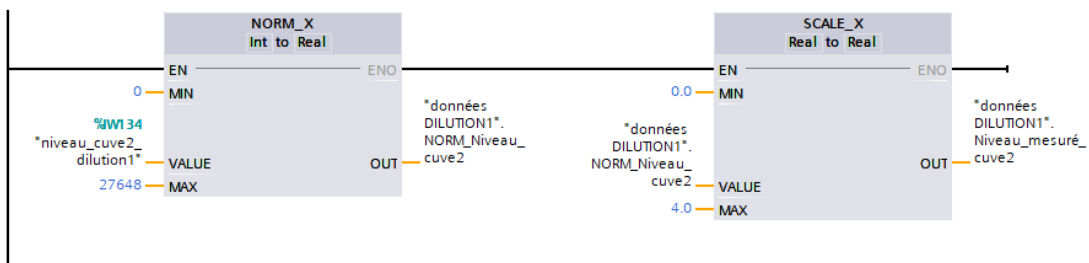 NORM_X
Int to Real
EN
ENO
0
MIN
%IW134
"niveau_cuve2_
dilution1"
VALUE
27648
MAX
OUT
"données
DILUTION1".
NORM_Niveau_
cuve2
SCALE_X
Real to Real
EN
ENO
0.0
MIN
"données
DILUTION1".
NORM_Niveau_
cuve2
VALUE
4.0
MAX
OUT
"données
DILUTION1".
Niveau_mesuré_
cuve2